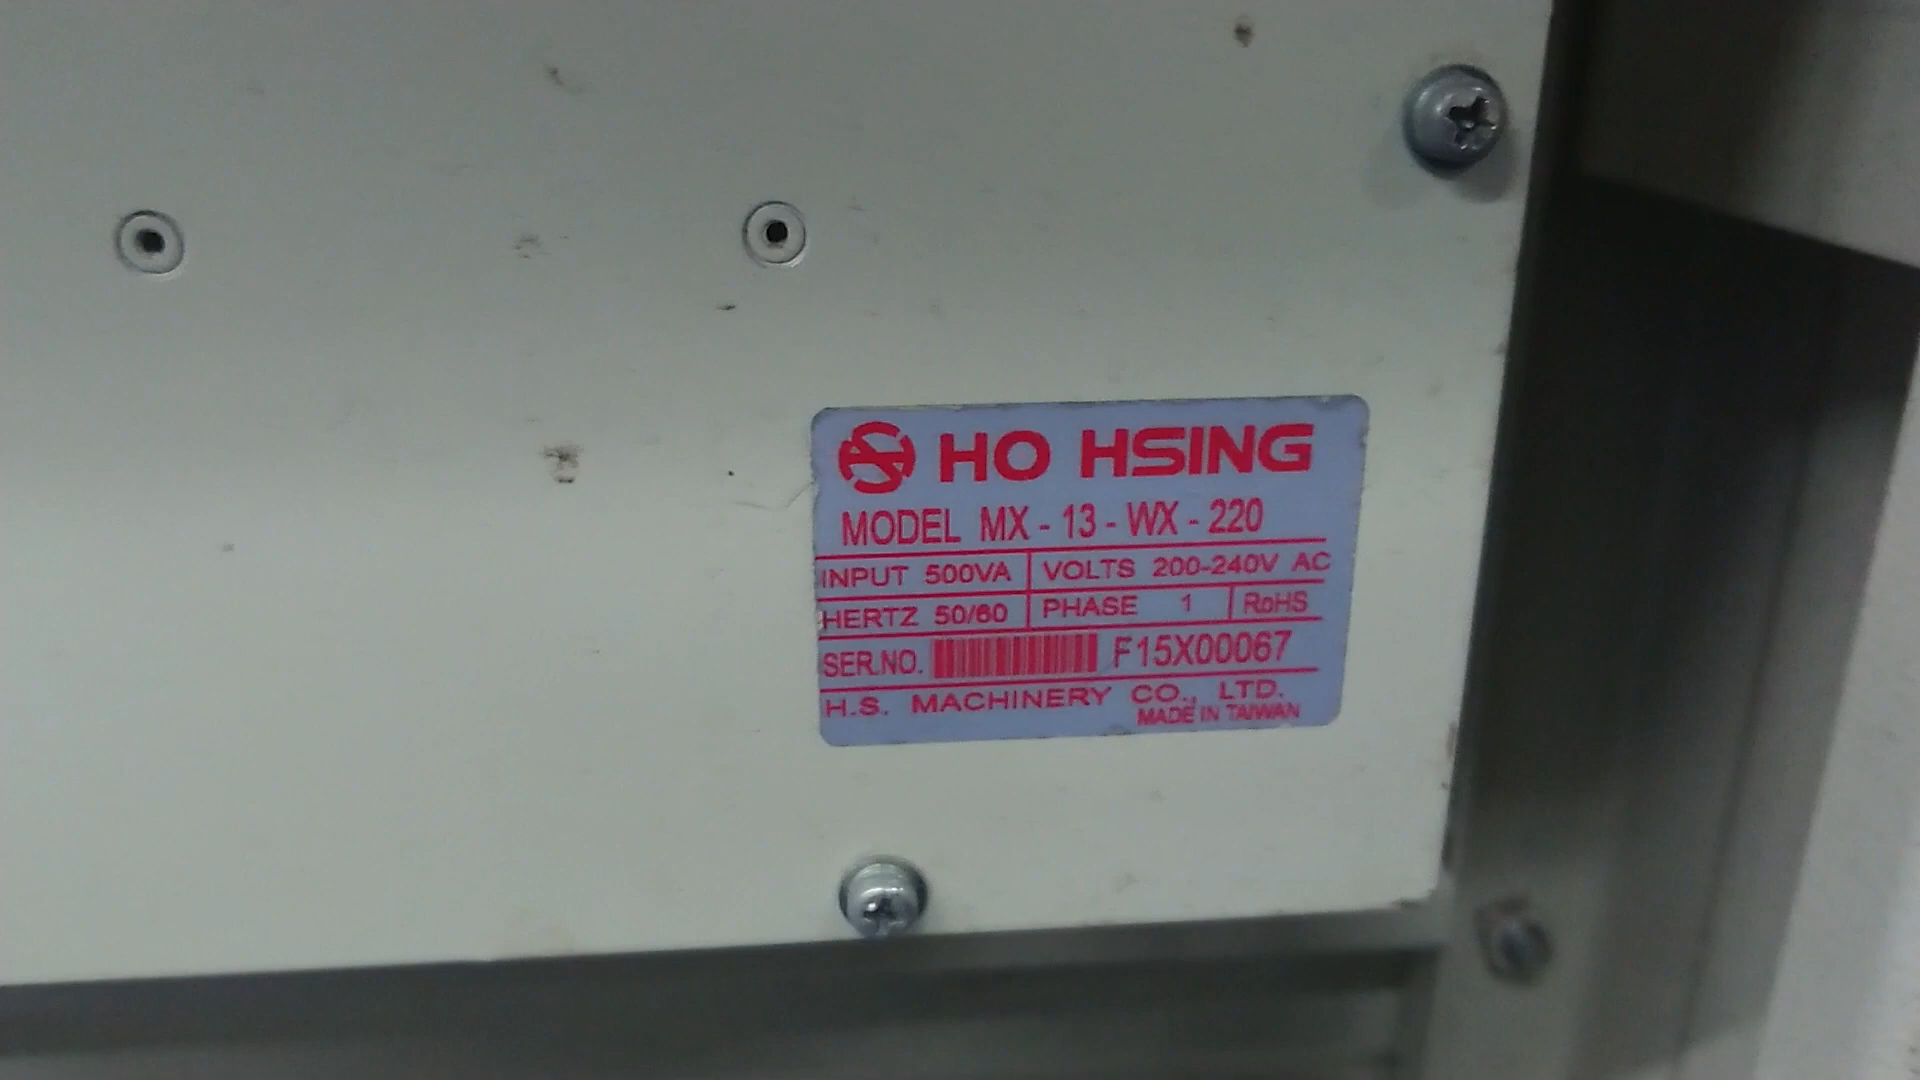 HO HSING
MODEL MX - 13 - WX - 220
INPUT 500VA VOLTS 200-240V AC
HERTZ 50/60 PHASE 1 RoHS
SER.NO. F15X00067
H.S. MACHINERY CO., LTD.
MADE IN TAIWAN